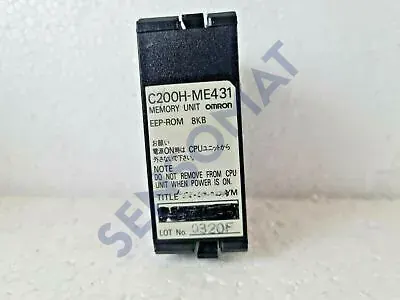 C200H-ME431
MEMORY UNIT OMRON
EEP-ROM 8KB
お願い
電源ON時は CPUユニットから
外さないで下さい。
NOTE
DO NOT REMOVE FROM CPU
UNIT WHEN POWER IS ON.
TITLE
LOT No. 9320F
SENSOMAT